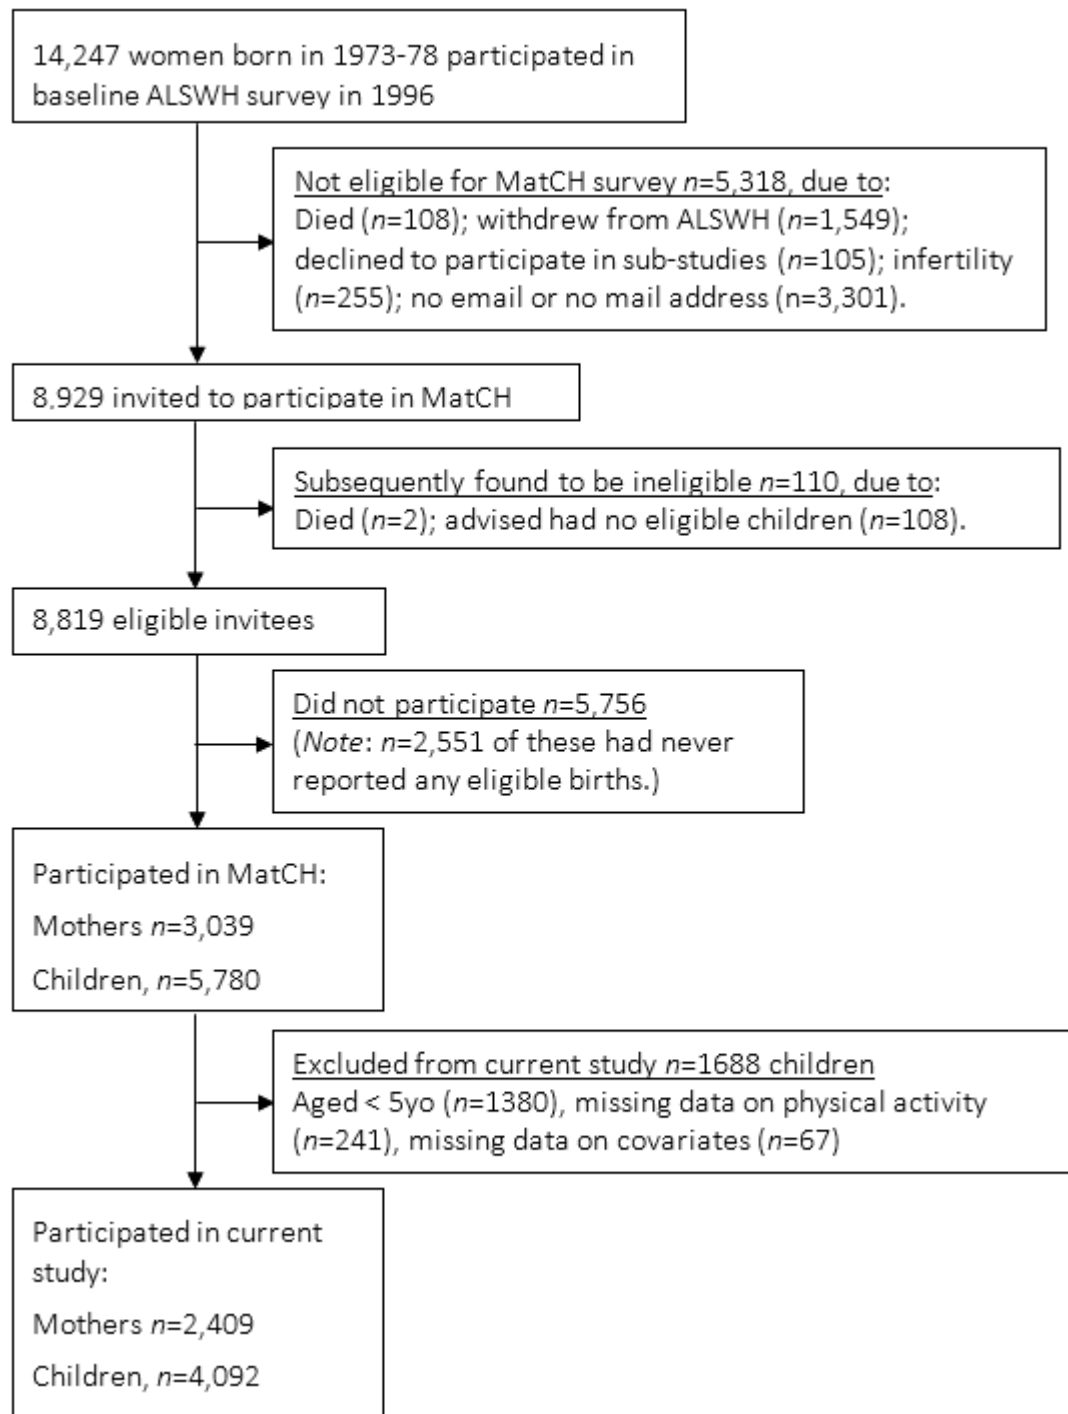 14,247 women born in 1973-78 participated in
baseline ALSWH survey in 1996
Not eligible for MatCH survey n=5,318, due to:
Died (n=108); withdrew from ALSWH (n=1,549);
declined to participate in sub-studies (n=105); infertility
(n=255); no email or no mail address (n=3,301).
8,929 invited to participate in MatCH
Subsequently found to be ineligible n=110, due to:
Died (n=2); advised had no eligible children (n=108).
8,819 eligible invitees
Did not participate n=5,756
(Note: n=2,551 of these had never
reported any eligible births.)
Participated in MatCH:
Mothers n=3,039
Children, n=5,780
Excluded from current study n=1688 children
Aged < 5yo (n=1380), missing data on physical activity
(n=241), missing data on covariates (n=67)
Participated in current
study:
Mothers n=2,409
Children, n=4,092